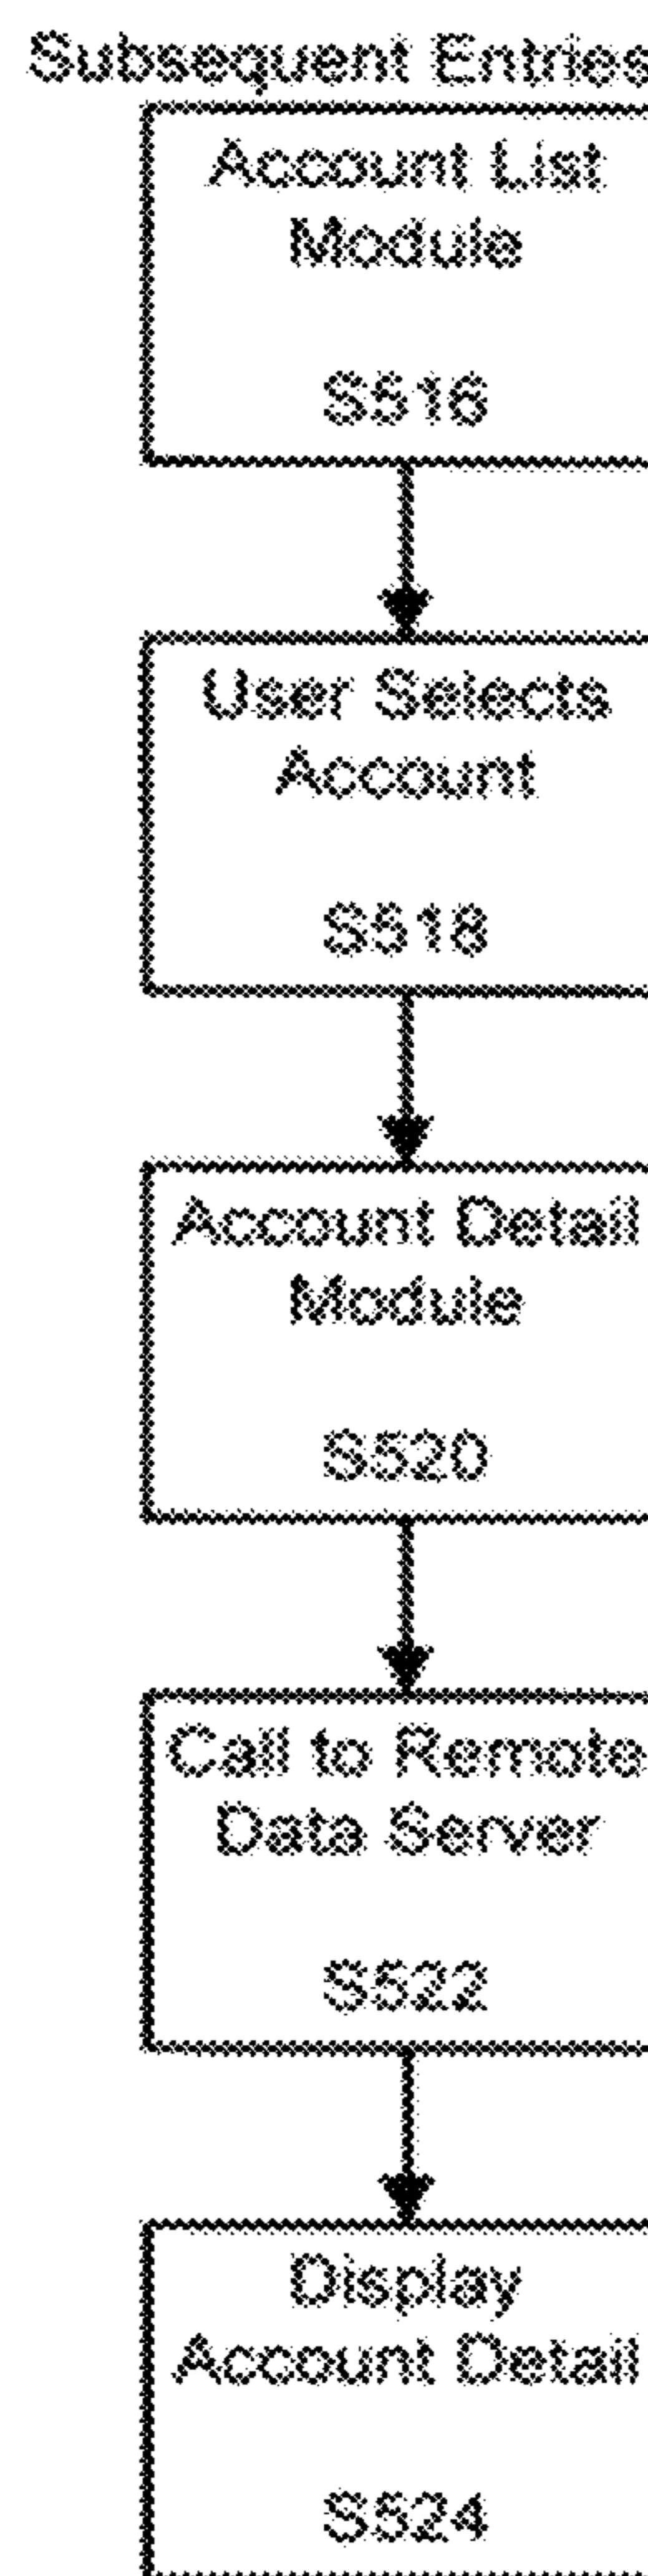 Subsequent Entries
Account List
Module
S516
User Selects
Account
S518
Account Detail
Module
S520
Call to Remote
Data Server
S522
Display
Account Detail
S524